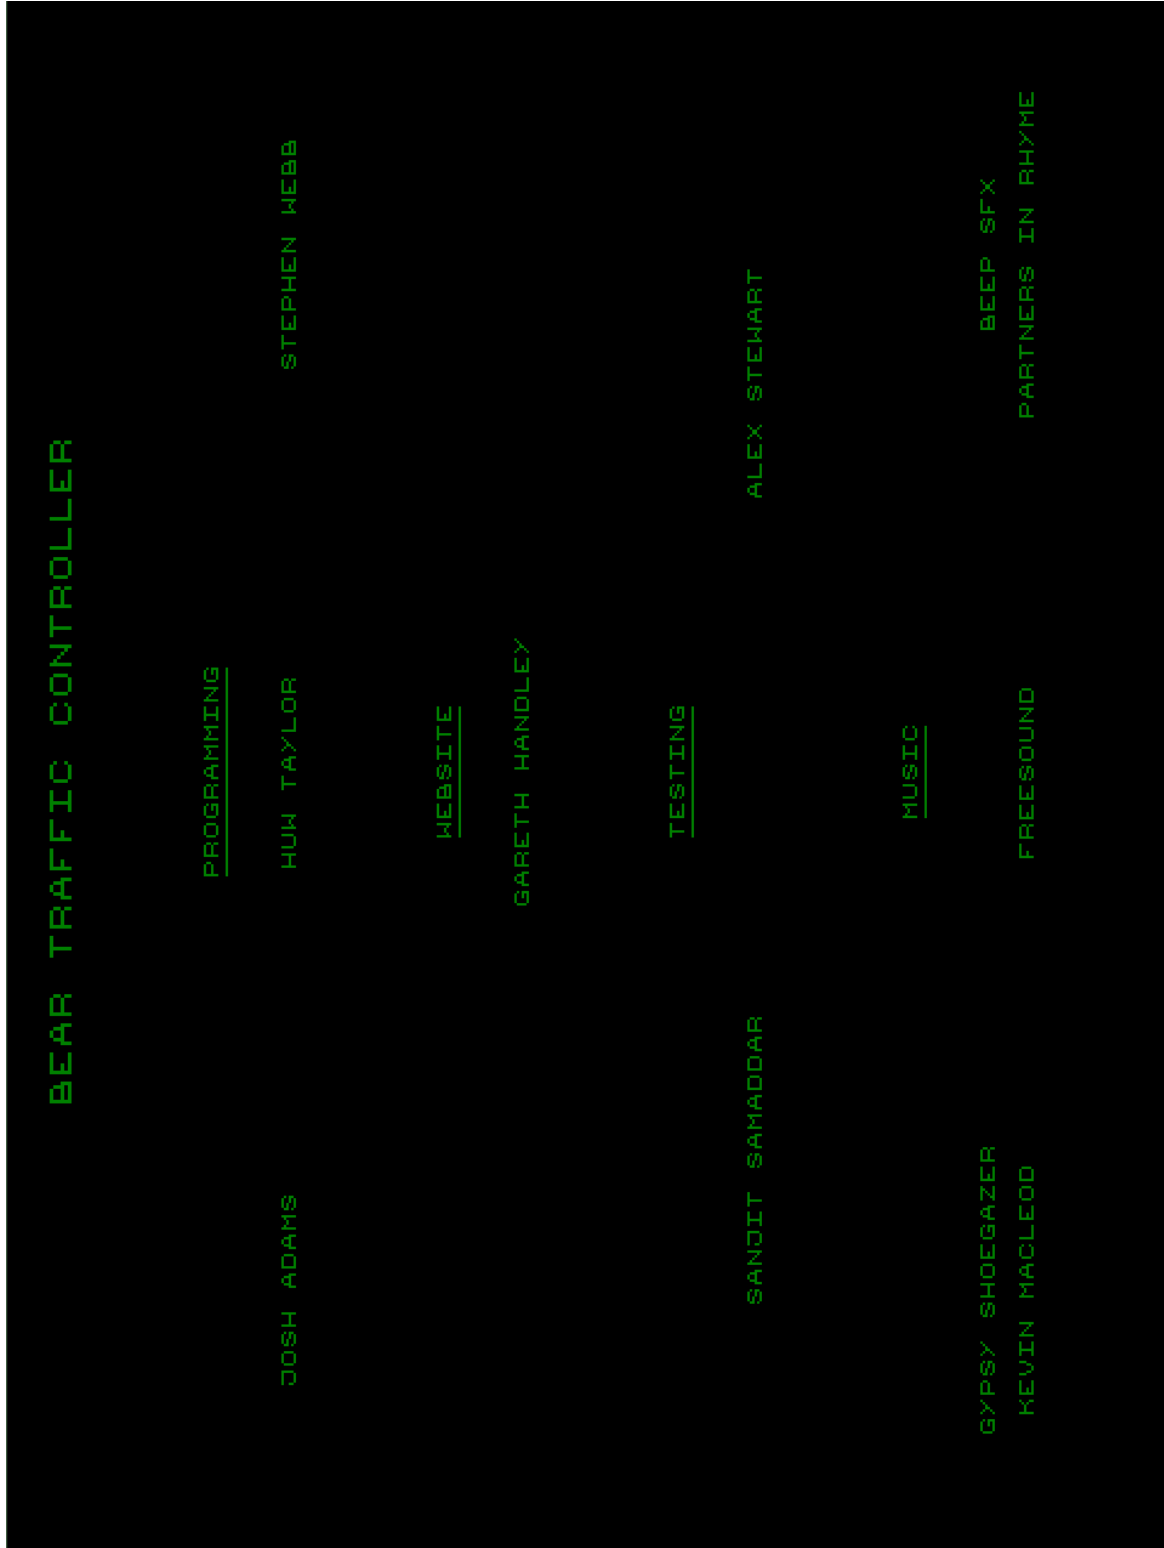 BEAR TRAFFIC CONTROLLER
PROGRAMMING
JOSH ADAMS HUW TAYLOR STEPHEN WEBB
WEBSITE
GARETH HANDLEY
TESTING
SANJIT SAMADDAR ALEX STEWART
MUSIC
GYPSY SHOEGAZER BEEP SFX
KEVIN MACLEOD FREESOUND PARTNERS IN RHYME